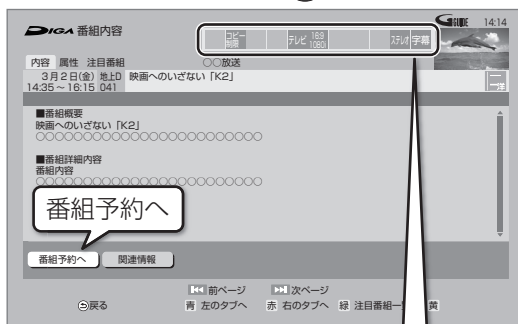 DIGA 番組内容
コピー制限 テレビ 16:9 1080i ステレオ 字幕
GGUIDE 14:14
内容 属性 注目番組 ○○放送
3月2日(金) 地上D 映画へのいざない「K2」
14:35~16:15 041
■番組概要
映画へのいざない「K2」
○○○○○○○○○○○○○○○○○○○○○○○○
■番組詳細内容
番組内容
○○○○○○○○○○○○○○○○○○○○○○○○
番組予約へ
番組予約へ 関連情報
前ページ 次ページ
戻る 青 左のタブへ 赤 右のタブへ 緑 注目番組一 黄